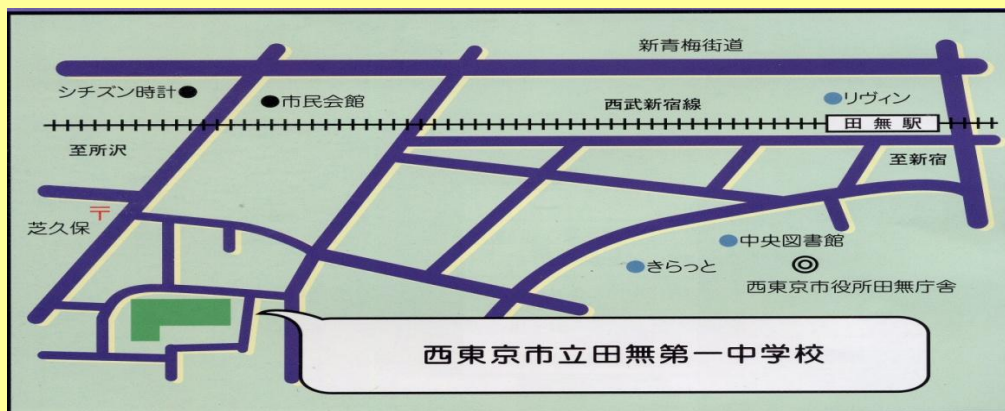 新青梅街道
シチズン時計
市民会館
西武新宿線
リヴィン
田無駅
至所沢
至新宿
〒
芝久保
中央図書館
きらっと
西東京市役所田無庁舎
西東京市立田無第一中学校